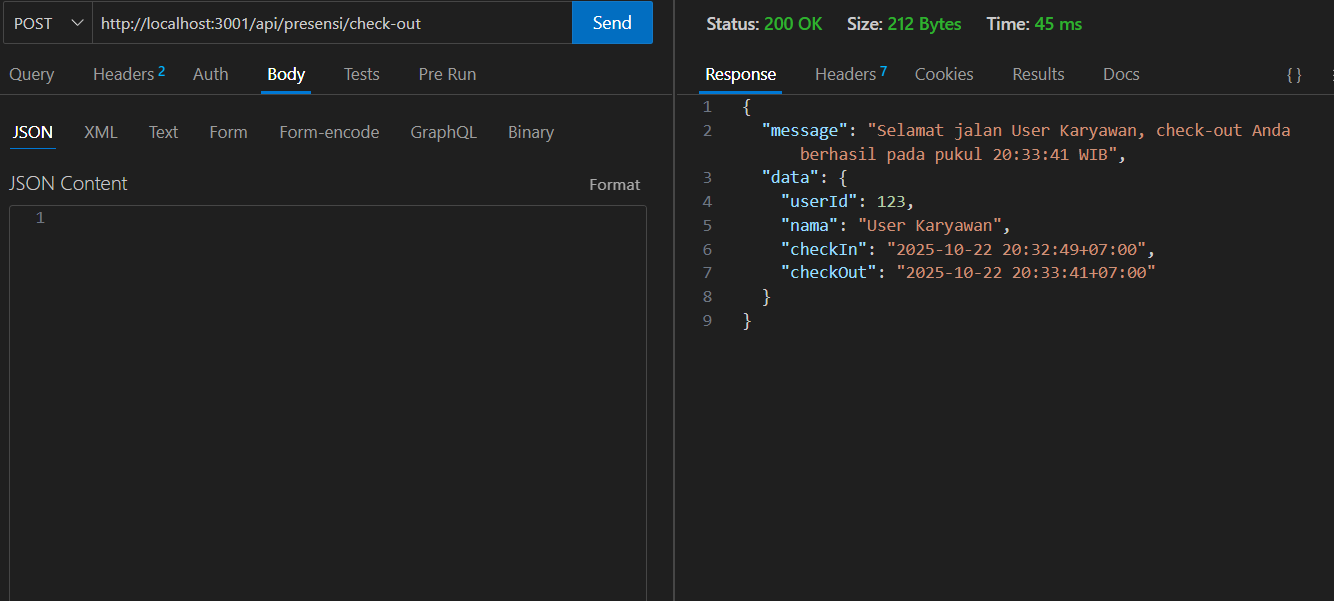 POST http://localhost:3001/api/presensi/check-out Send
Query Headers 2 Auth Body Tests Pre Run
JSON XML Text Form Form-encode GraphQL Binary
JSON Content Format
1
Status: 200 OK Size: 212 Bytes Time: 45 ms
Response Headers 7 Cookies Results Docs { }
1 {
2 "message": "Selamat jalan User Karyawan, check-out Anda
berhasil pada pukul 20:33:41 WIB",
3 "data": {
4 "userId": 123,
5 "nama": "User Karyawan",
6 "checkIn": "2025-10-22 20:32:49+07:00",
7 "checkOut": "2025-10-22 20:33:41+07:00"
8 }
9 }